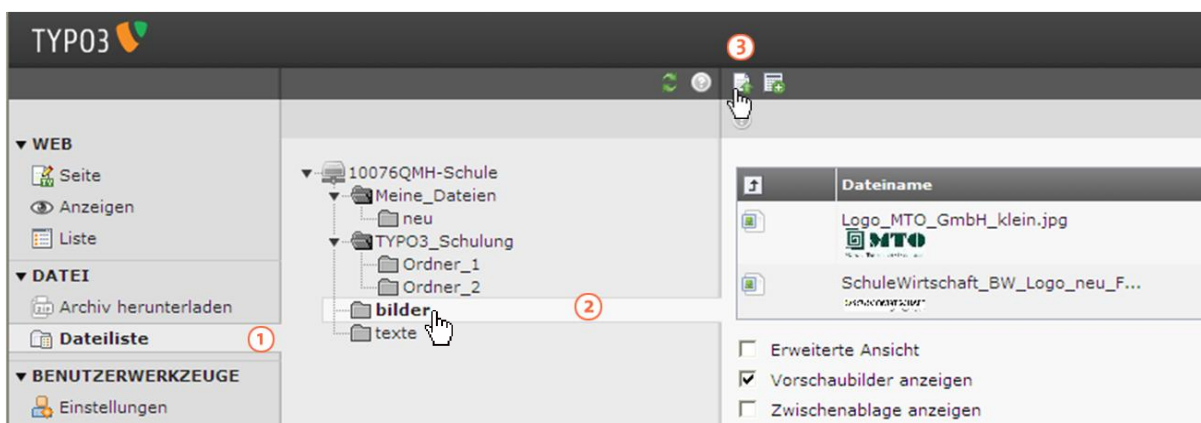 TYPO3
3
WEB
Seite
Anzeigen
Liste
DATEI
Archiv herunterladen
Dateiliste
1
BENUTZERWERKZEUGE
Einstellungen
10076QMH-Schule
Meine_Dateien
neu
TYPO3_Schulung
Ordner_1
Ordner_2
bilder
2
texte
Dateiname
Logo_MTO_GmbH_klein.jpg
MTO
SchuleWirtschaft_BW_Logo_neu_F...
Erweiterte Ansicht
Vorschaubilder anzeigen
Zwischenablage anzeigen